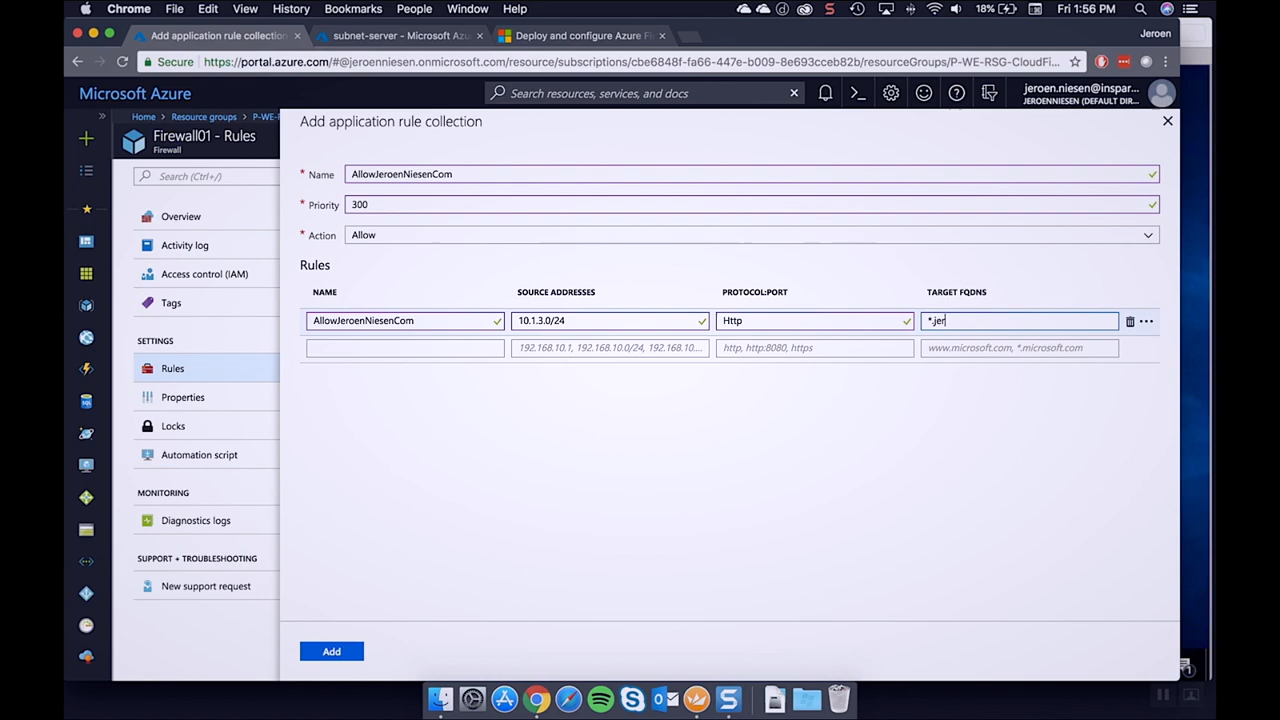 Chrome File Edit View History Bookmarks People Window Help 18% Fri 1:56 PM
Add application rule collection × subnet-server - Microsoft Azu × Deploy and configure Azure Fi × Jeroen
Secure https://portal.azure.com/#@jeroenniesen.onmicrosoft.com/resource/subscriptions/cbe6848f-fa66-447e-b009-8e693cceb82b/resourceGroups/P-WE-RSG-CloudFi...
Microsoft Azure Search resources, services, and docs jeroen.niesen@inspar...
JEROENNIESEN (DEFAULT DIR...
Home > Resource groups > P-WE-F
Firewall01 - Rules
Firewall
Search (Ctrl+/)
Overview
Activity log
Access control (IAM)
Tags
SETTINGS
Rules
Properties
Locks
Automation script
MONITORING
Diagnostics logs
SUPPORT + TROUBLESHOOTING
New support request
Add application rule collection
* Name AllowJeroenNiesenCom
* Priority 300
* Action Allow
Rules
NAME SOURCE ADDRESSES PROTOCOL:PORT TARGET FQDNS
AllowJeroenNiesenCom 10.1.3.0/24 Http *.jer
192.168.10.1, 192.168.10.0/24, 192.168.10.... http, http:8080, https www.microsoft.com, *.microsoft.com
Add